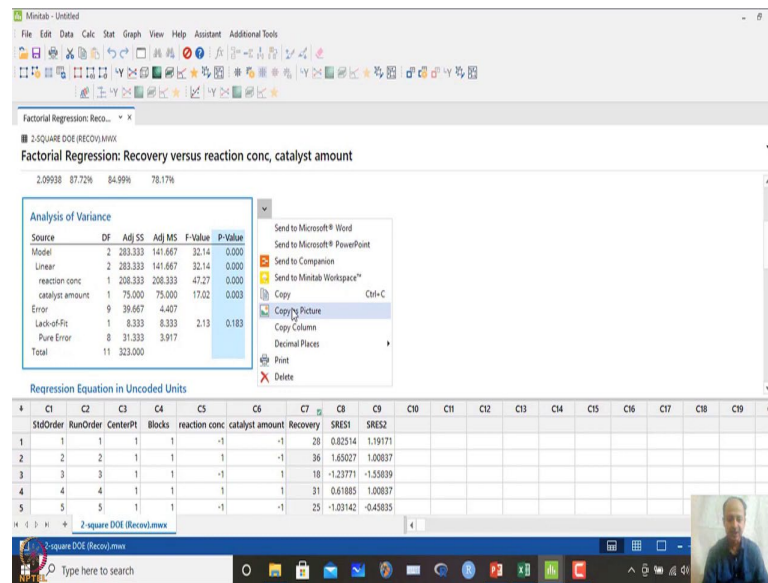 Minitab - Untitled
File Edit Data Calc Stat Graph View Help Assistant Additional Tools
Factorial Regression: Reco...
2-SQUARE DOE (RECOV).MWX
Factorial Regression: Recovery versus reaction conc, catalyst amount
2.09938 87.72% 84.99% 78.17%
Analysis of Variance
Source DF Adj SS Adj MS F-Value P-Value
Model 2 283.333 141.667 32.14 0.000
Linear 2 283.333 141.667 32.14 0.000
reaction conc 1 208.333 208.333 47.27 0.000
catalyst amount 1 75.000 75.000 17.02 0.003
Error 9 39.667 4.407
Lack-of-Fit 1 8.333 8.333 2.13 0.183
Pure Error 8 31.333 3.917
Total 11 323.000
Send to Microsoft® Word
Send to Microsoft® PowerPoint
Send to Companion
Send to Minitab Workspace™
Copy Ctrl+C
Copy as Picture
Copy Column
Decimal Places
Print
Delete
Regression Equation in Uncoded Units
C1 C2 C3 C4 C5 C6 C7 C8 C9 C10 C11 C12 C13 C14 C15 C16 C17 C18 C19
StdOrder RunOrder CenterPt Blocks reaction conc catalyst amount Recovery SRES1 SRES2
1 1 1 1 1 -1 -1 28 0.82514 1.19171
2 2 2 1 1 1 -1 36 1.65027 1.00837
3 3 3 1 1 -1 1 18 -1.23771 -1.55839
4 4 4 1 1 1 1 31 0.61885 1.00837
5 5 5 1 1 -1 -1 25 -1.03142 -0.45835
2-square DOE (Recov).mwx
2-square DOE (Recov).mwx
Type here to search
NPTEL